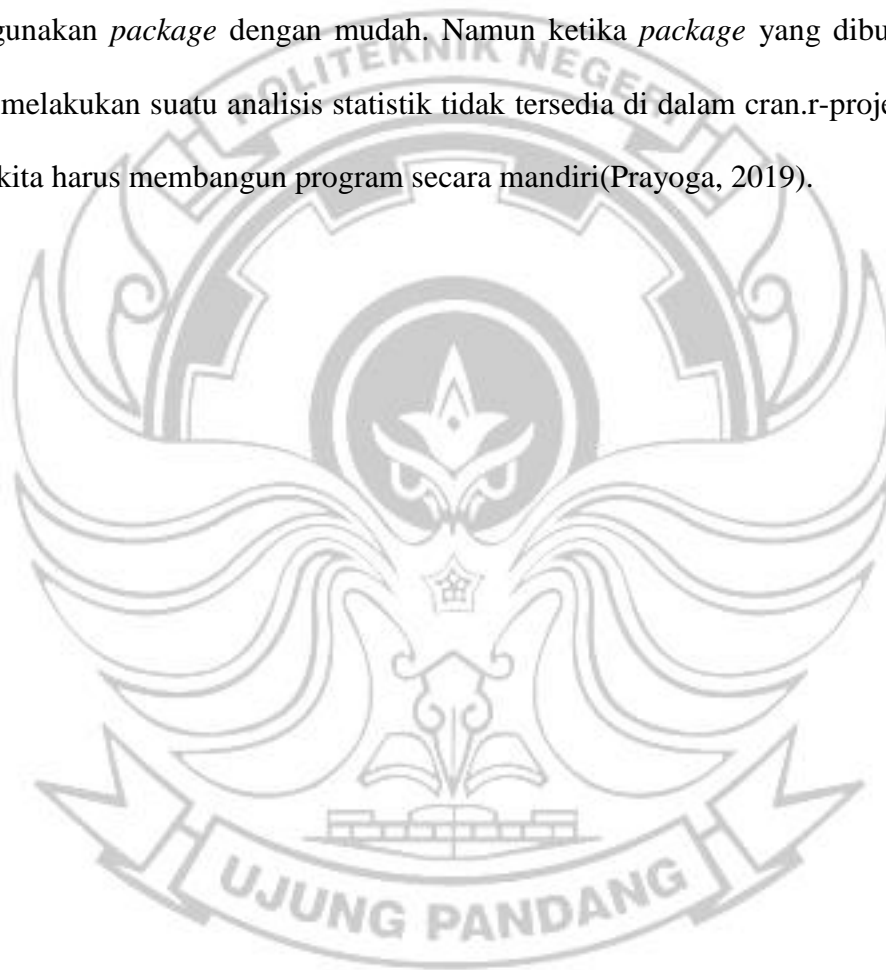 gunakan package dengan mudah. Namun ketika package yang dibu
melakukan suatu analisis statistik tidak tersedia di dalam cran.r-proje
kita harus membangun program secara mandiri(Prayoga, 2019).
POLITEKNIK NEGERI
UJUNG PANDANG